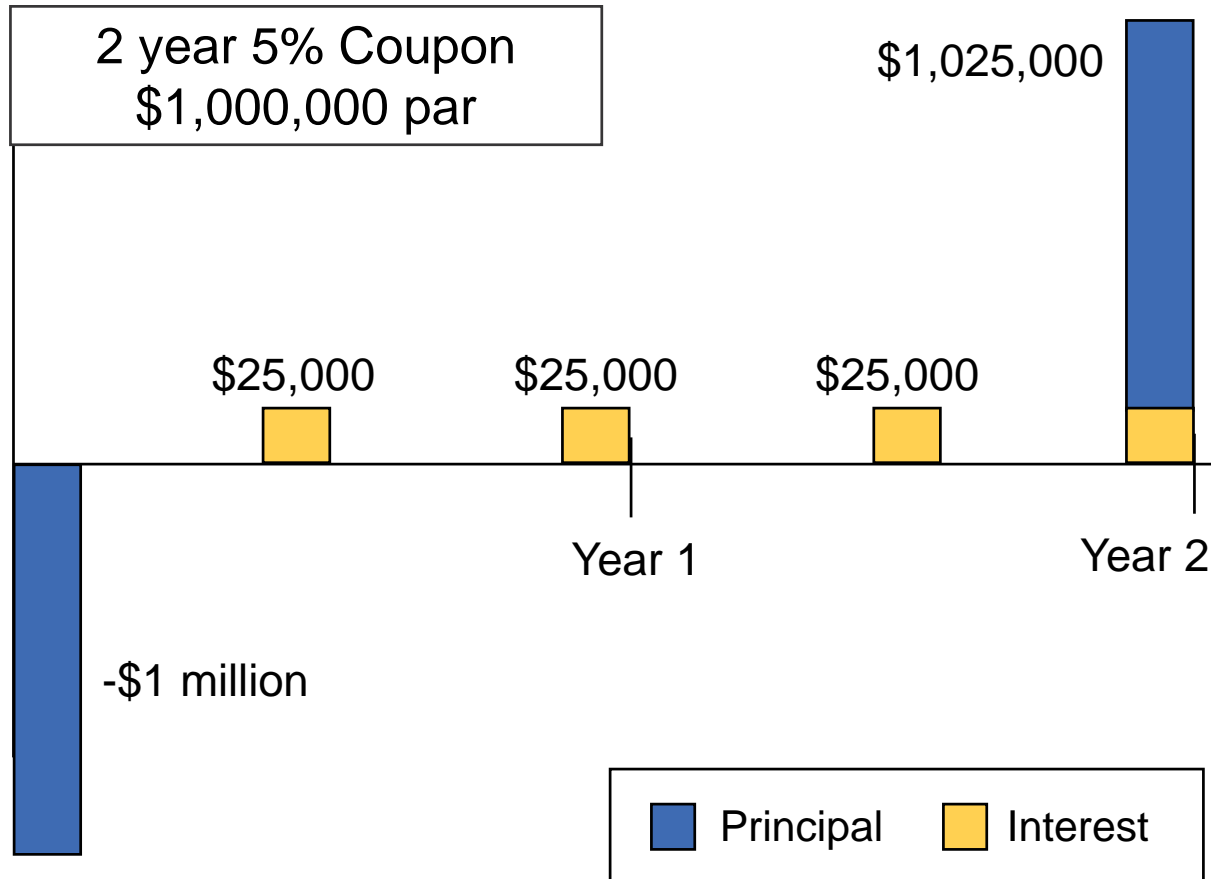 2 year 5% Coupon
$1,000,000 par
$1,025,000
$25,000
$25,000
$25,000
Year 1
Year 2
-$1 million
Principal
Interest